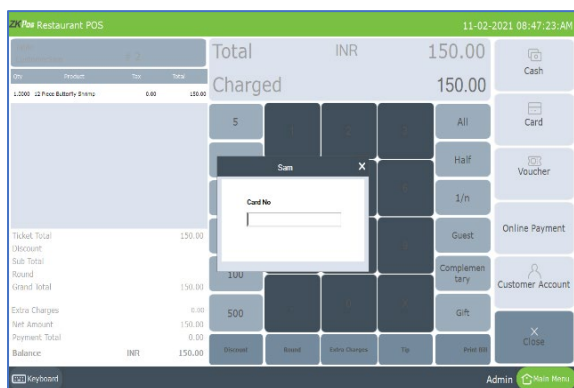 ZKPos Restaurant POS
11-02-2021 08:47:23:AM
Total INR 150.00
Charged 150.00
Qty Product Tax Total
1.0000 12 Piece Butterfly Shrimp 0.00 150.00
5
100
500
All
Half
1/n
Guest
Complemen
tery
Gift
Cash
Card
Voucher
Online Payment
Customer Account
Close
Sam X
Card No
Ticket Total 150.00
Discount
Sub Total
Round
Grand Total 150.00
Extra Charges 0.00
Net Amount 150.00
Payment Total 0.00
Balance INR 150.00
Discount Round Extra Charges Tip Print Bill
Keyboard
Admin Main Menu